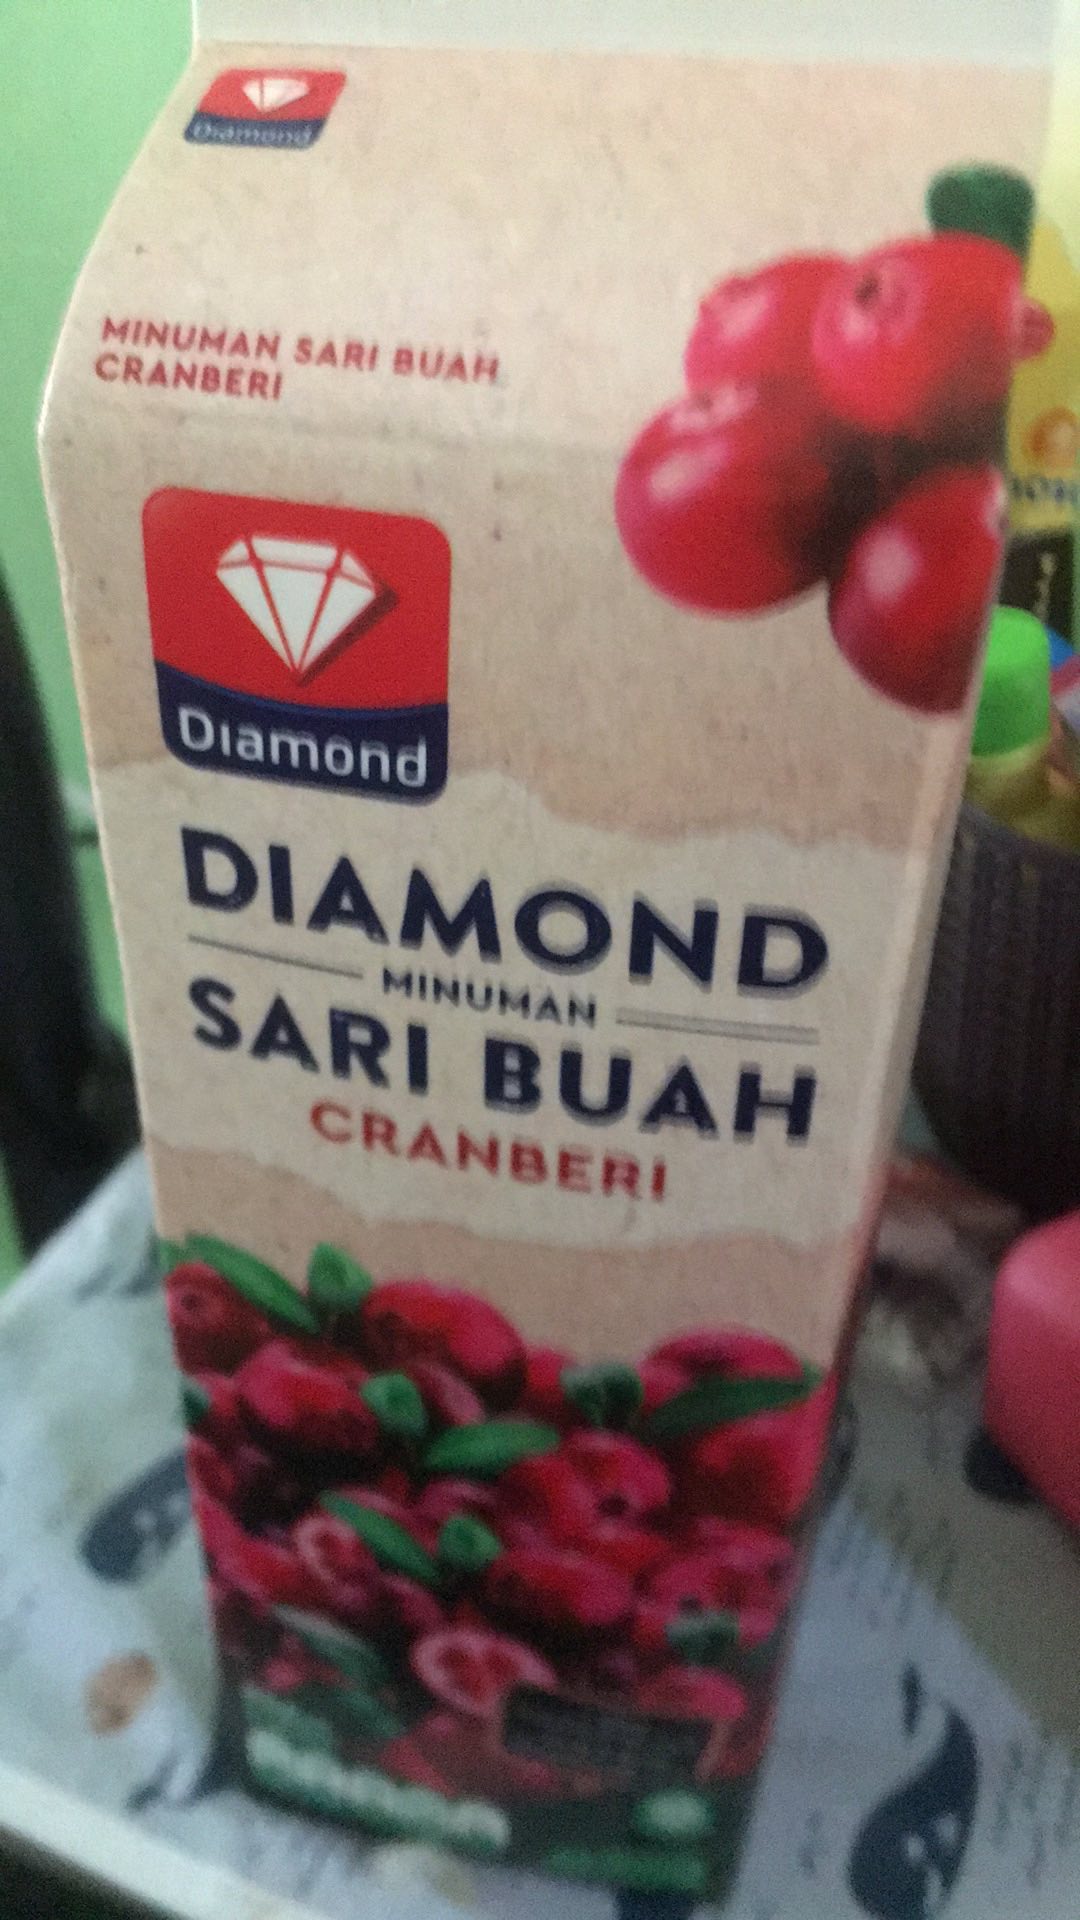 Diamond
MINUMAN SARI BUAH
CRANBERI
Diamond
DIAMOND
MINUMAN
SARI BUAH
CRANBERI